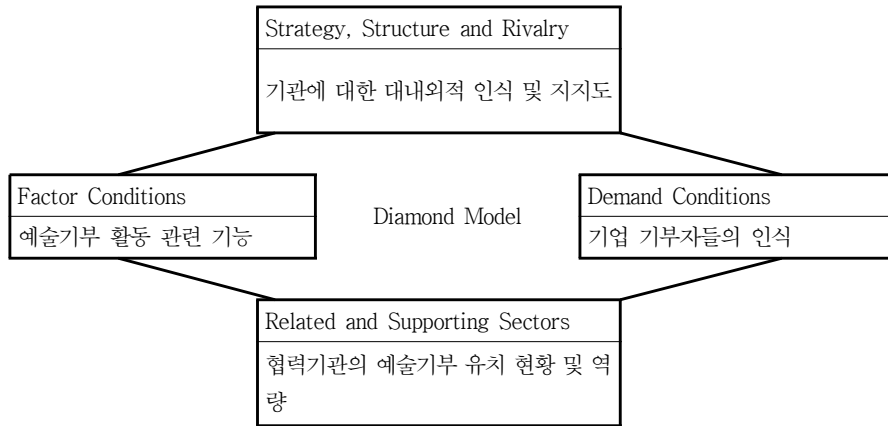 Strategy, Structure and Rivalry
기관에 대한 대내외적 인식 및 지지도
Factor Conditions
예술기부 활동 관련 기능
Diamond Model
Demand Conditions
기업 기부자들의 인식
Related and Supporting Sectors
협력기관의 예술기부 유치 현황 및 역
량